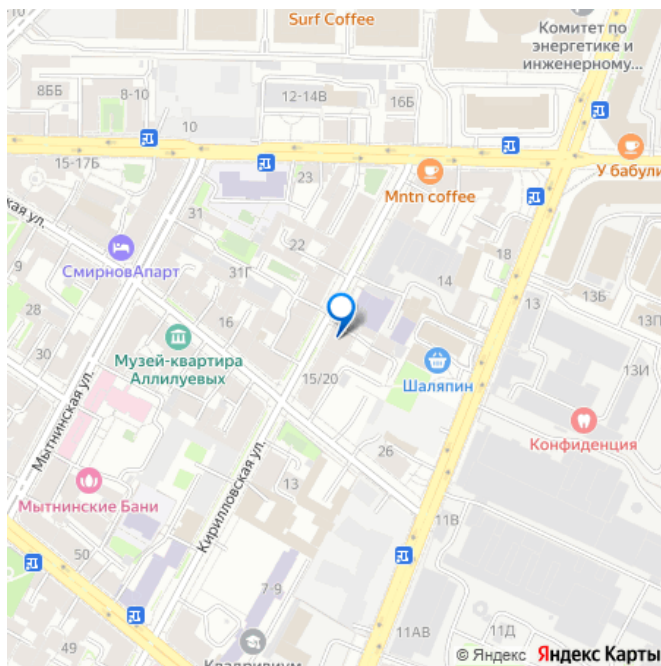 Surf Coffee
Комитет по
энергетике и
инженерному...
8ББ
8-10
12-14В
16Б
10
15-17Б
23
У бабули
Mntn coffee
ская ул.
31
22
18
9
СмирновАпарт
31Г
14
13
13Б
28
16
13П
30
Музей-квартира
Аллилуевых
15/20
Шаляпин
13И
Мытнинская ул.
Конфиденция
26
Кирилловская ул.
13
Мытнинские Бани
11В
50
7-9
49
11АВ
11Д
Квадривиум
© Яндекс Яндекс Карты